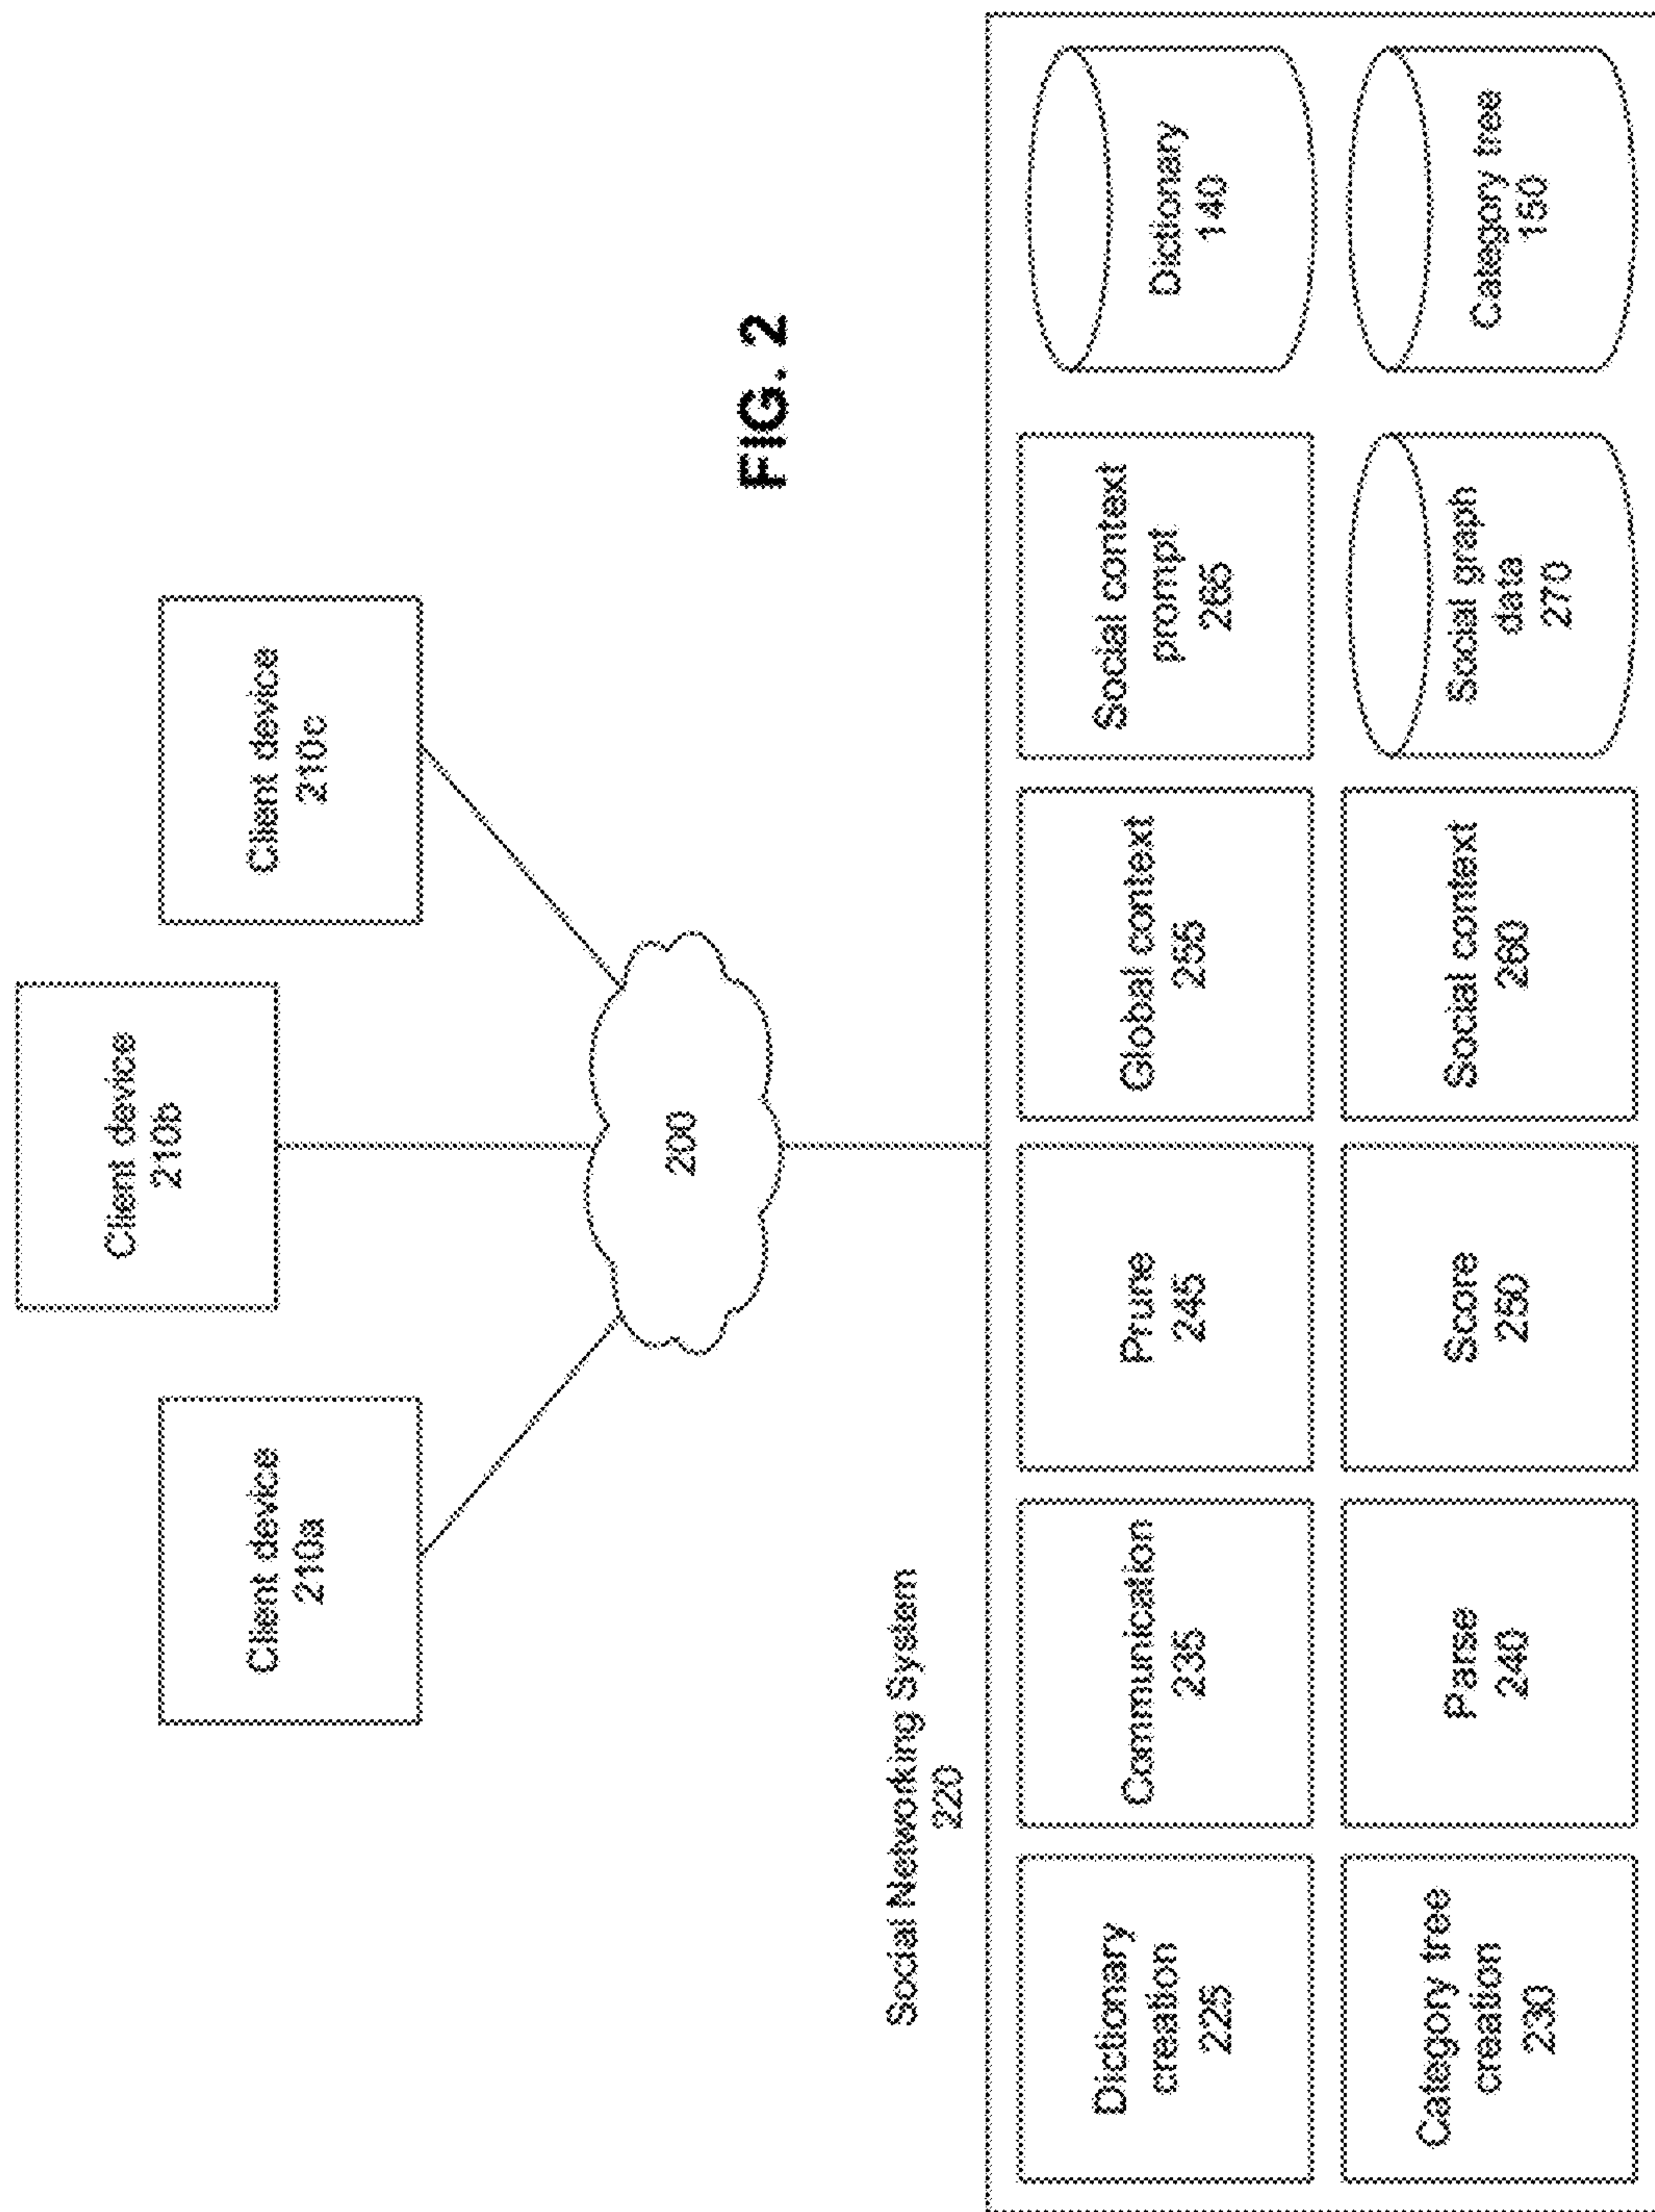 Client device
210b
Client device
210a
Client device
210c
200
FIG. 2
Social Networking System
220
Dictionary
creation
225
Communication
235
Prune
245
Global context
255
Social context
prompt
265
Dictionary
140
Category tree
creation
230
Parse
240
Score
250
Social context
260
Social graph
data
270
Category tree
150